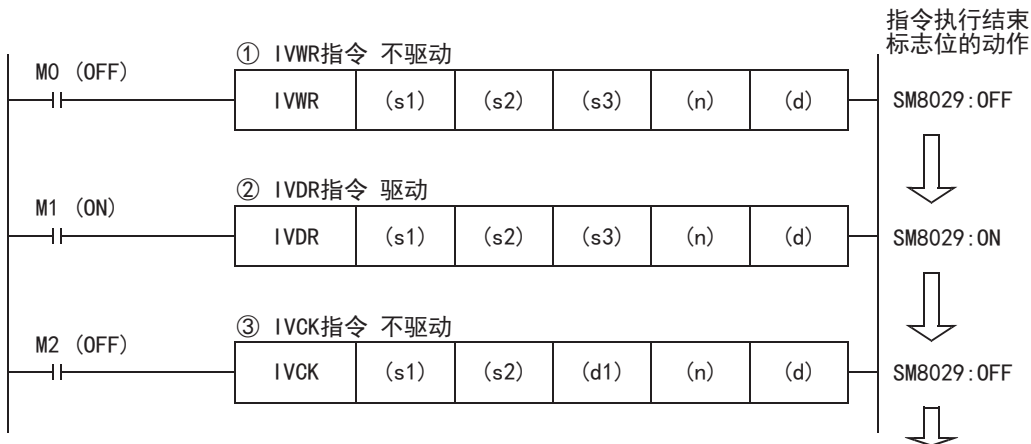 指令执行结束
标志位的动作
① IVWR指令 不驱动
M0 (OFF)
IVWR (s1) (s2) (s3) (n) (d) SM8029:OFF
② IVDR指令 驱动
M1 (ON)
IVDR (s1) (s2) (s3) (n) (d) SM8029:ON
③ IVCK指令 不驱动
M2 (OFF)
IVCK (s1) (s2) (d1) (n) (d) SM8029:OFF